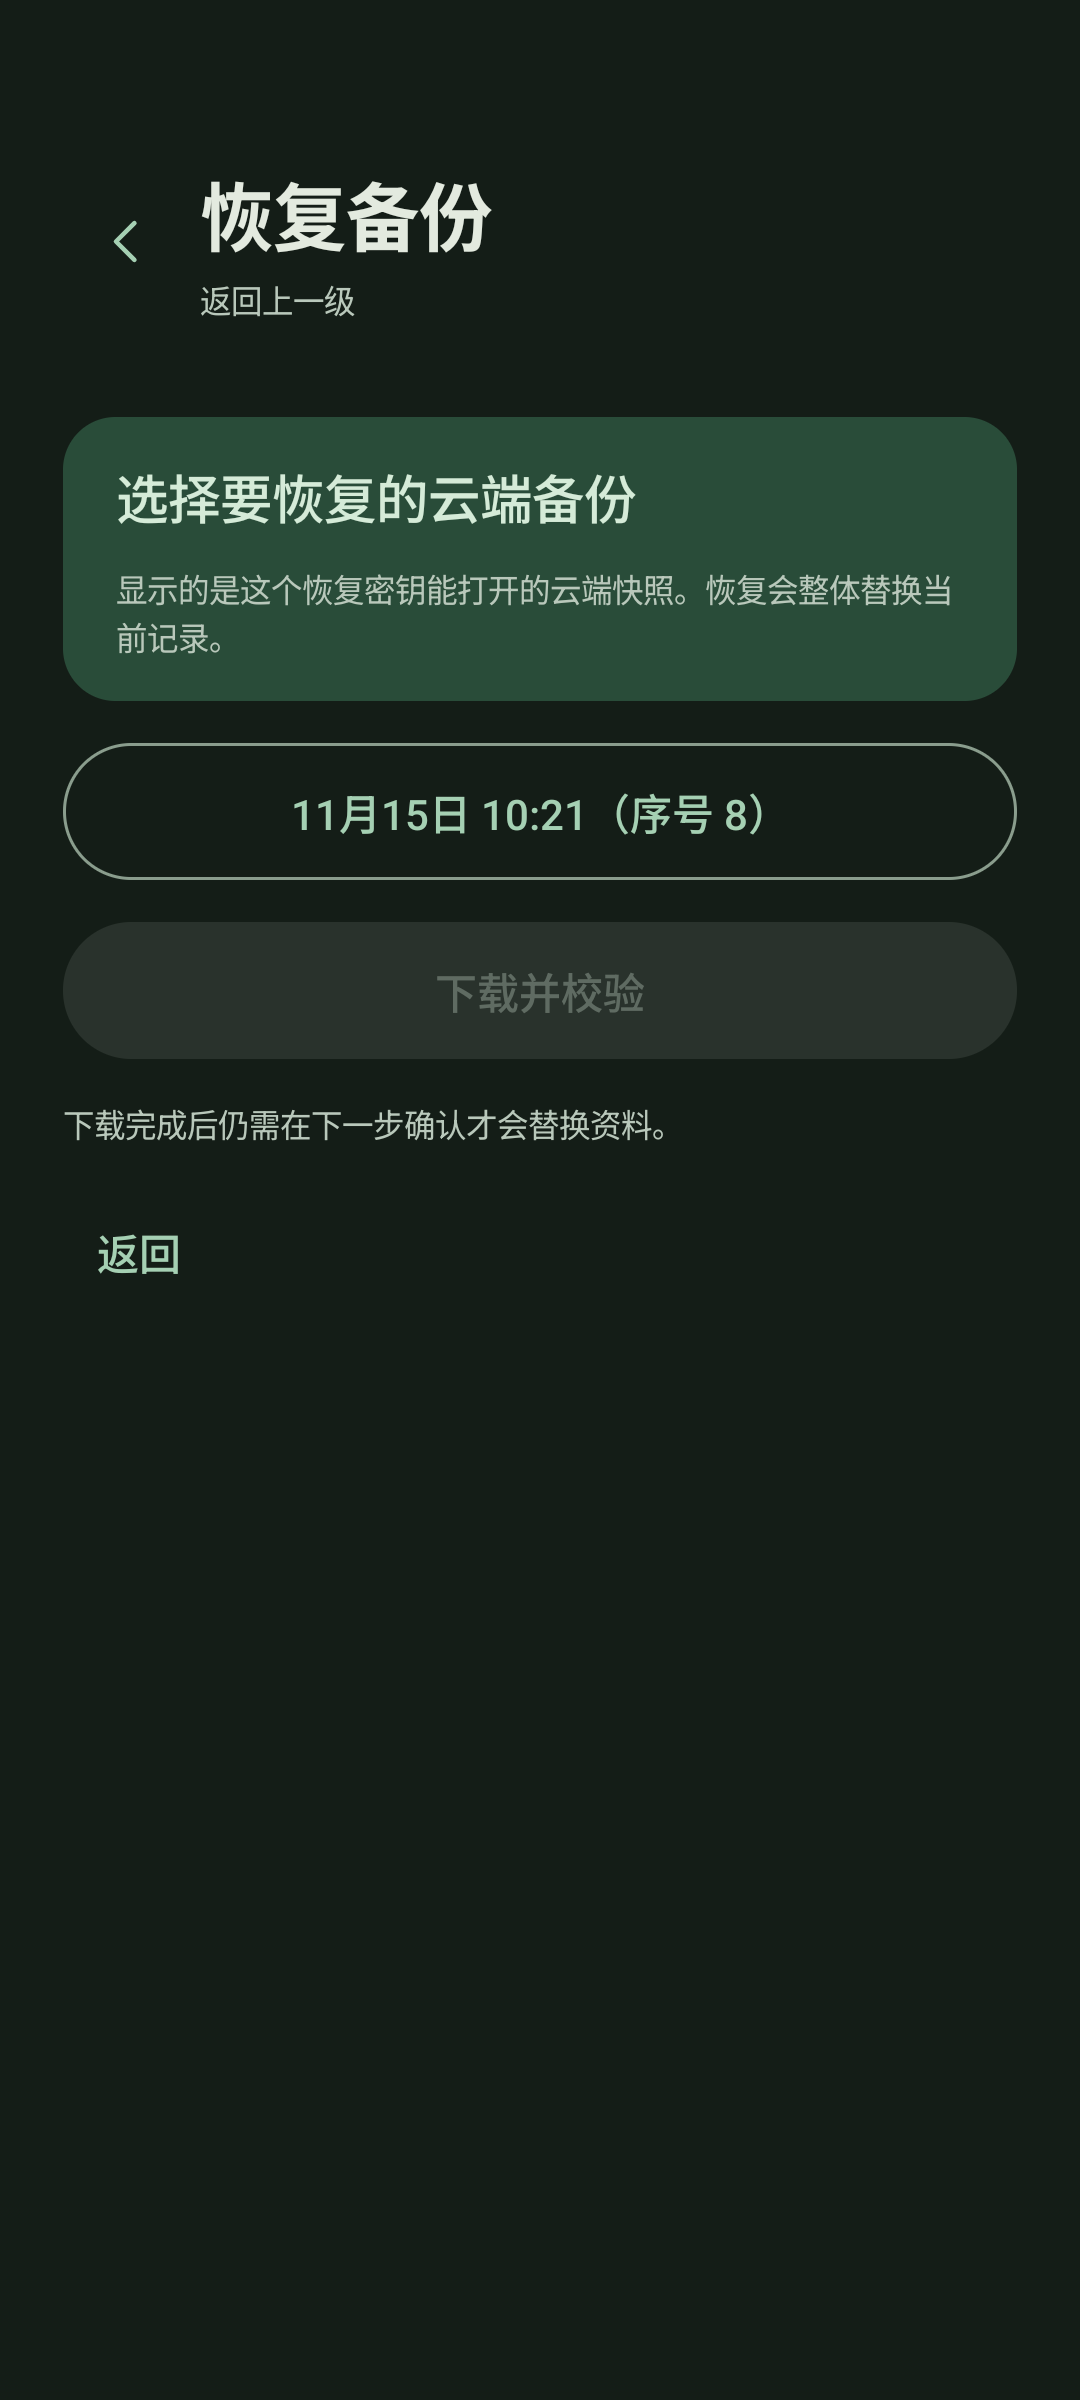 恢复备份
返回上一级
选择要恢复的云端备份
显示的是这个恢复密钥能打开的云端快照。恢复会整体替换当
前记录。
11月15日 10:21（序号 8）
下载并校验
下载完成后仍需在下一步确认才会替换资料。
返回